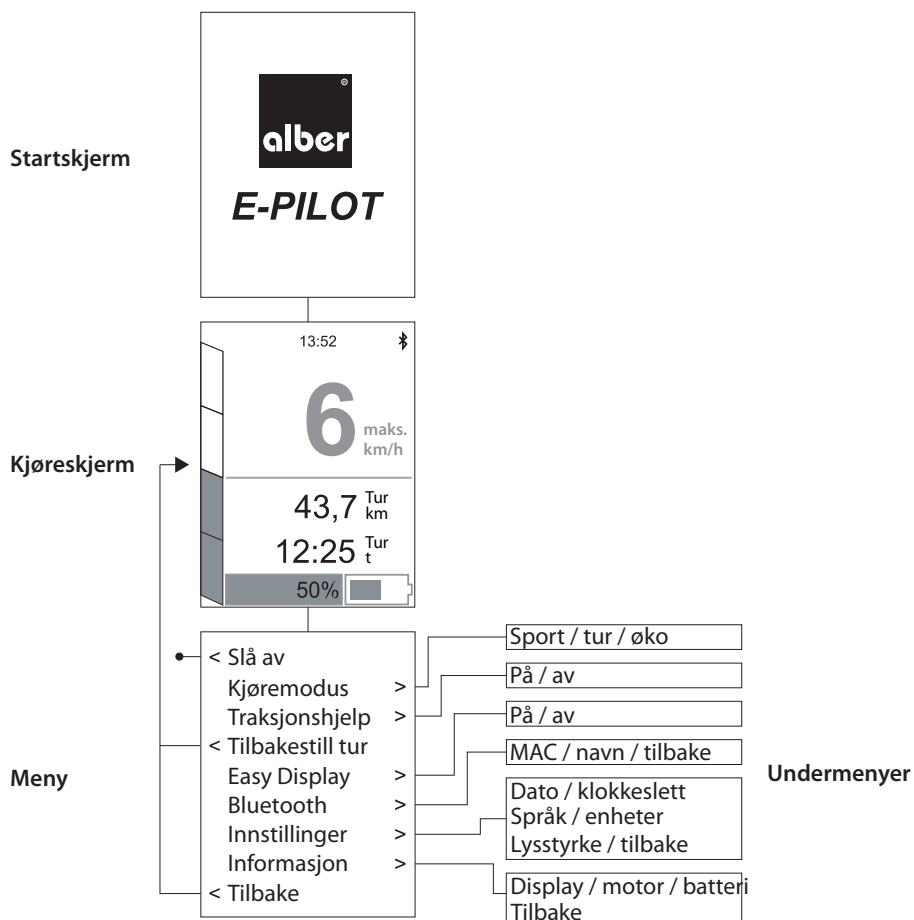 alber
E-PILOT
Startskjerm
13:52
6 maks. km/h
Kjøreskjerm
43,7 Tur km
12:25 Tur t
50%
Meny
< Slå av
Kjøremodus >
Traksjonshjelp >
< Tilbakestill tur
Easy Display >
Bluetooth >
Innstillinger >
Informasjon >
< Tilbake
Sport / tur / øko
På / av
På / av
MAC / navn / tilbake
Dato / klokkeslett
Språk / enheter
Lysstyrke / tilbake
Display / motor / batteri
Tilbake
Undermenyer